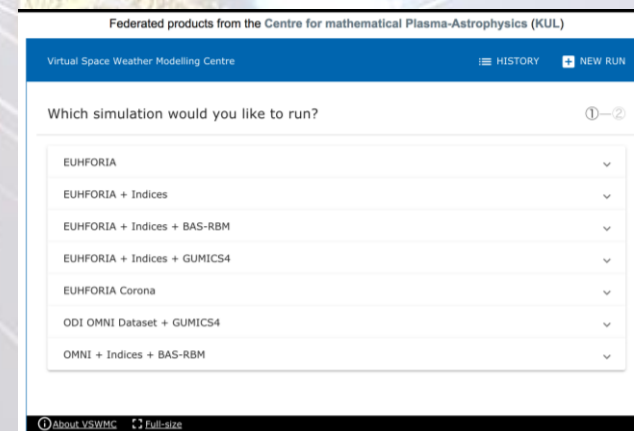 Federated products from the Centre for mathematical Plasma-Astrophysics (KUL)
Virtual Space Weather Modelling Centre HISTORY NEW RUN
Which simulation would you like to run? ①—②
EUHFORIA
EUHFORIA + Indices
EUHFORIA + Indices + BAS-RBM
EUHFORIA + Indices + GUMICS4
EUHFORIA Corona
ODI OMNI Dataset + GUMICS4
OMNI + Indices + BAS-RBM
About VSWMC Full-size